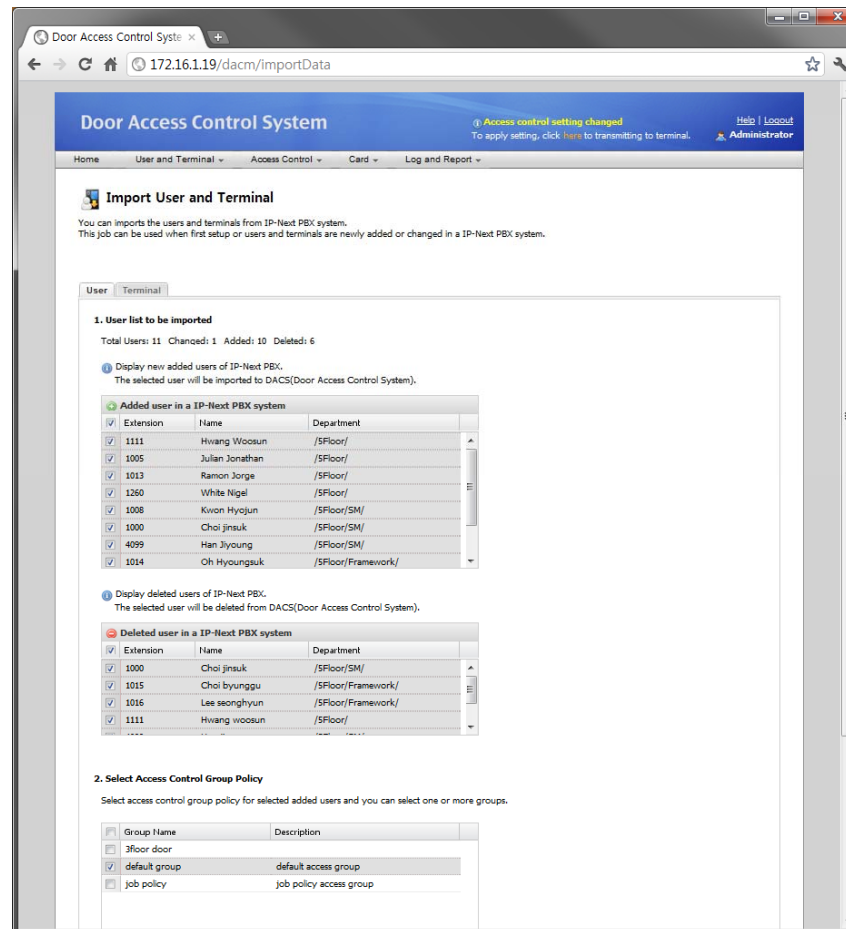 Door Access Control Syste
172.16.1.19/dacm/importData
Door Access Control System
Access control setting changed
To apply setting, click here to transmitting to terminal.
Help | Logout
Administrator
Home User and Terminal Access Control Card Log and Report
Import User and Terminal
You can imports the users and terminals from IP-Next PBX system.
This job can be used when first setup or users and terminals are newly added or changed in a IP-Next PBX system.
User Terminal
1. User list to be imported
Total Users: 11 Changed: 1 Added: 10 Deleted: 6
Display new added users of IP-Next PBX.
The selected user will be imported to DACS(Door Access Control System).
Added user in a IP-Next PBX system
Extension Name Department
1111 Hwang Woosun /5Floor/
1005 Julian Jonathan /5Floor/
1013 Ramon Jorge /5Floor/
1260 White Nigel /5Floor/
1008 Kwon Hyojun /5Floor/SM/
1000 Choi jinsuk /5Floor/SM/
4099 Han Jiyoung /5Floor/SM/
1014 Oh Hyoungsuk /5Floor/Framework/
Display deleted users of IP-Next PBX.
The selected user will be deleted from DACS(Door Access Control System).
Deleted user in a IP-Next PBX system
Extension Name Department
1000 Choi jinsuk /5Floor/SM/
1015 Choi byunggu /5Floor/Framework/
1016 Lee seonghyun /5Floor/Framework/
1111 Hwang woosun /5Floor/
2. Select Access Control Group Policy
Select access control group policy for selected added users and you can select one or more groups.
Group Name Description
3floor door
default group default access group
job policy job policy access group